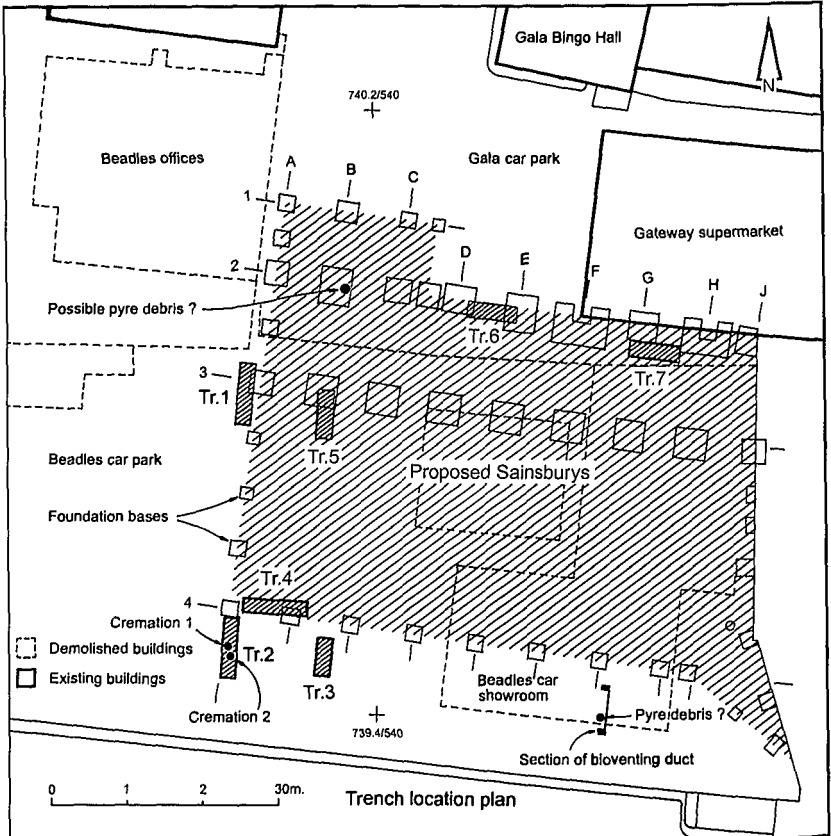 Gala Bingo Hall
N
740.2/540
Beadles offices
Gala car park
A
B
C
1
Gateway supermarket
2
D
E
F
G
H
J
Possible pyre debris ?
Tr.6
Tr.7
3
Tr.1
Tr.5
Beadles car park
Proposed Sainsburys
Foundation bases
Tr.4
4
Cremation 1
Tr.2
Demolished buildings
Existing buildings
Tr.3
Beadles car
showroom
Cremation 2
739.4/540
Pyre debris ?
Section of bioventing duct
0 1 2 30m.
Trench location plan